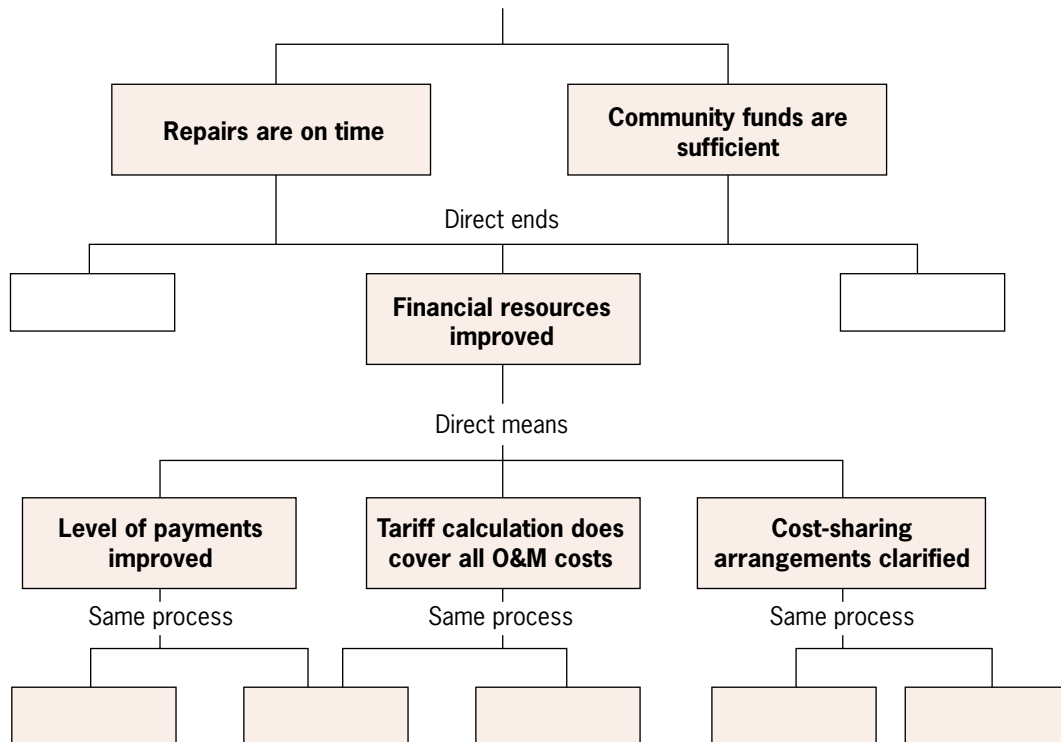 Repairs are on time
Community funds are
sufficient
Direct ends
Financial resources
improved
Direct means
Level of payments
improved
Tariff calculation does
cover all O&M costs
Cost-sharing
arrangements clarified
Same process
Same process
Same process